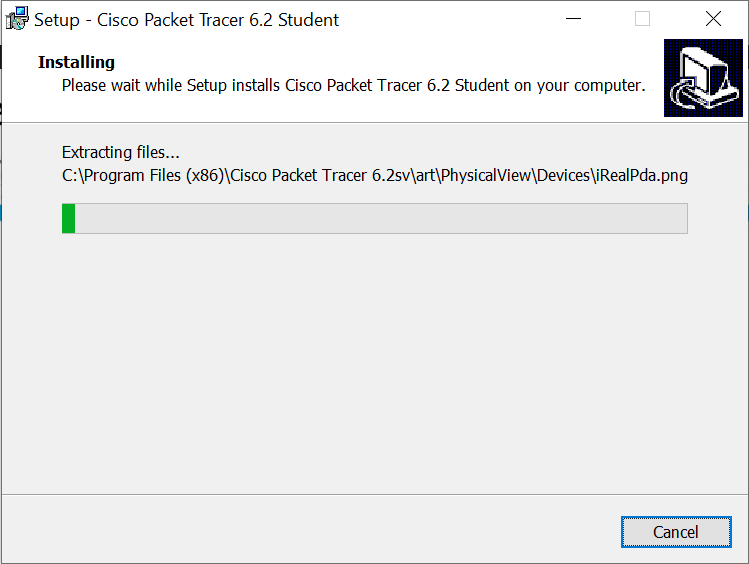 Setup - Cisco Packet Tracer 6.2 Student
Installing
Please wait while Setup installs Cisco Packet Tracer 6.2 Student on your computer.
Extracting files...
C:\Program Files (x86)\Cisco Packet Tracer 6.2sv\art\PhysicalView\Devices\iRealPda.png
Cancel